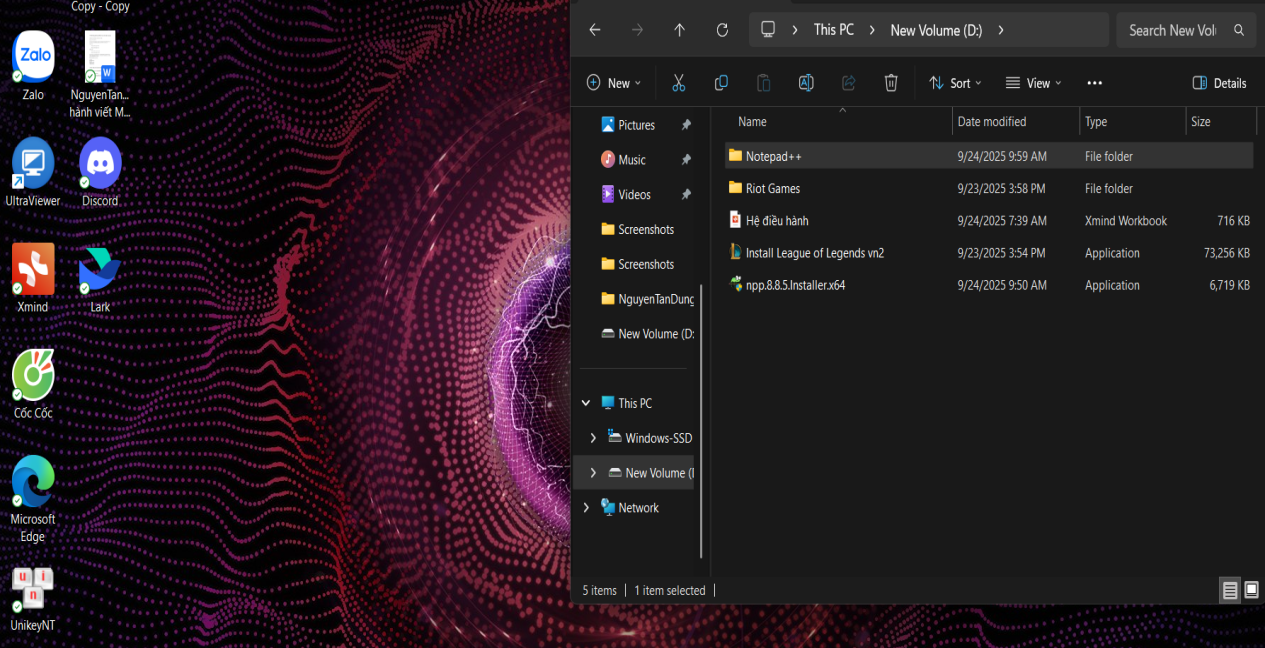 Copy - Copy
Zalo
Zalo
NguyenTan...
hành viết M...
UltraViewer
Discord
Xmind
Lark
Cốc Cốc
Microsoft
Edge
u i
n
UnikeyNT
This PC
New Volume (D:)
Search New Vol
New
Sort
View
Details
Pictures
Music
Videos
Screenshots
Screenshots
NguyenTanDung
New Volume (D:
This PC
Windows-SSD
New Volume (
Network
Name Date modified Type Size
Notepad++ 9/24/2025 9:59 AM File folder
Riot Games 9/23/2025 3:58 PM File folder
Hệ điều hành 9/24/2025 7:39 AM Xmind Workbook 716 KB
Install League of Legends vn2 9/23/2025 3:54 PM Application 73,256 KB
npp.8.8.5.Installer.x64 9/24/2025 9:50 AM Application 6,719 KB
5 items 1 item selected